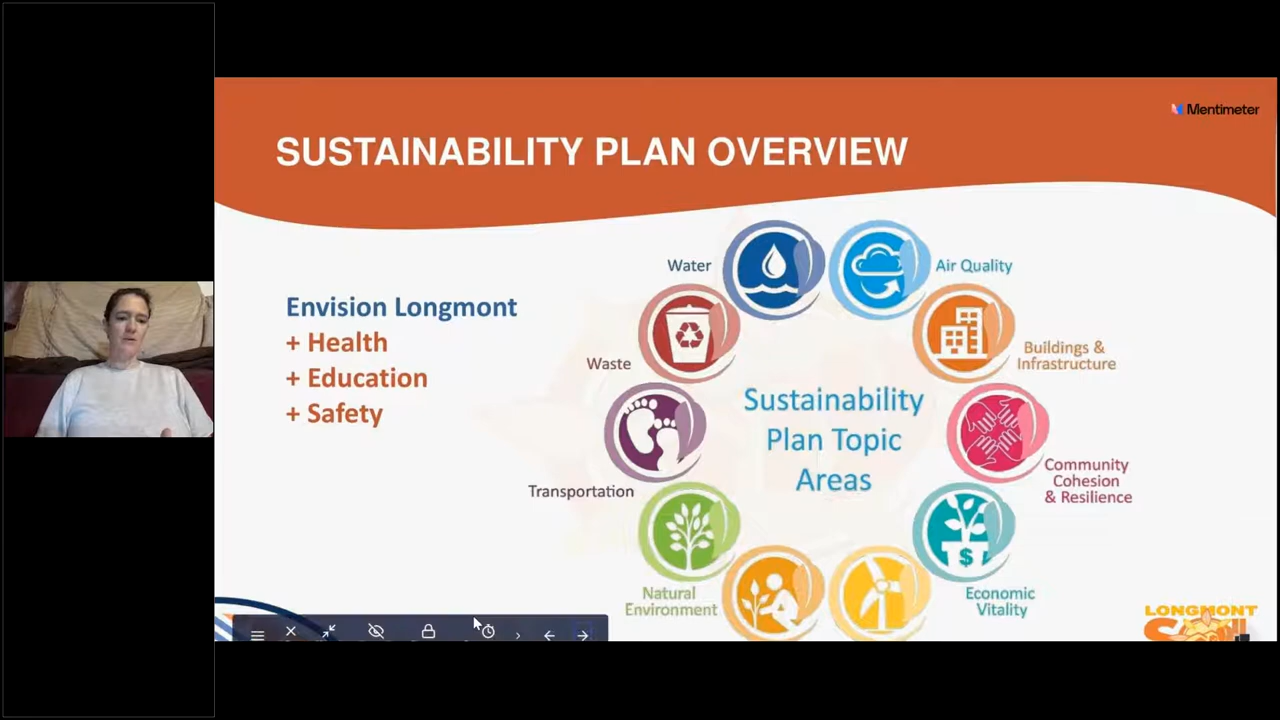 Mentimeter
SUSTAINABILITY PLAN OVERVIEW
Envision Longmont
+ Health
+ Education
+ Safety
Water
Air Quality
Waste
Buildings &
Infrastructure
Sustainability
Plan Topic
Areas
Transportation
Community
Cohesion
& Resilience
Natural
Environment
$
Economic
Vitality
LONGMONT